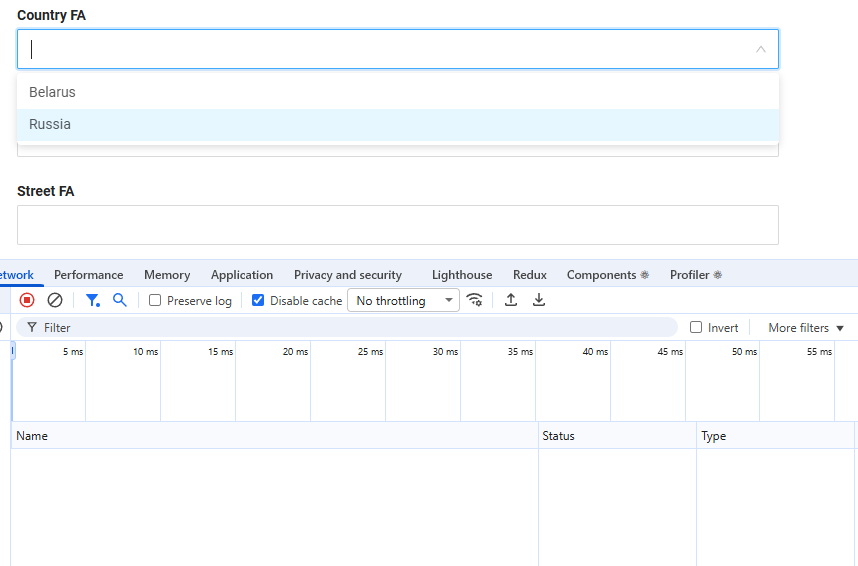 Country FA
Belarus
Russia
Street FA
etwork Performance Memory Application Privacy and security Lighthouse Redux Components Profiler
Preserve log Disable cache No throttling
Filter Invert More filters
5 ms 10 ms 15 ms 20 ms 25 ms 30 ms 35 ms 40 ms 45 ms 50 ms 55 ms
Name Status Type